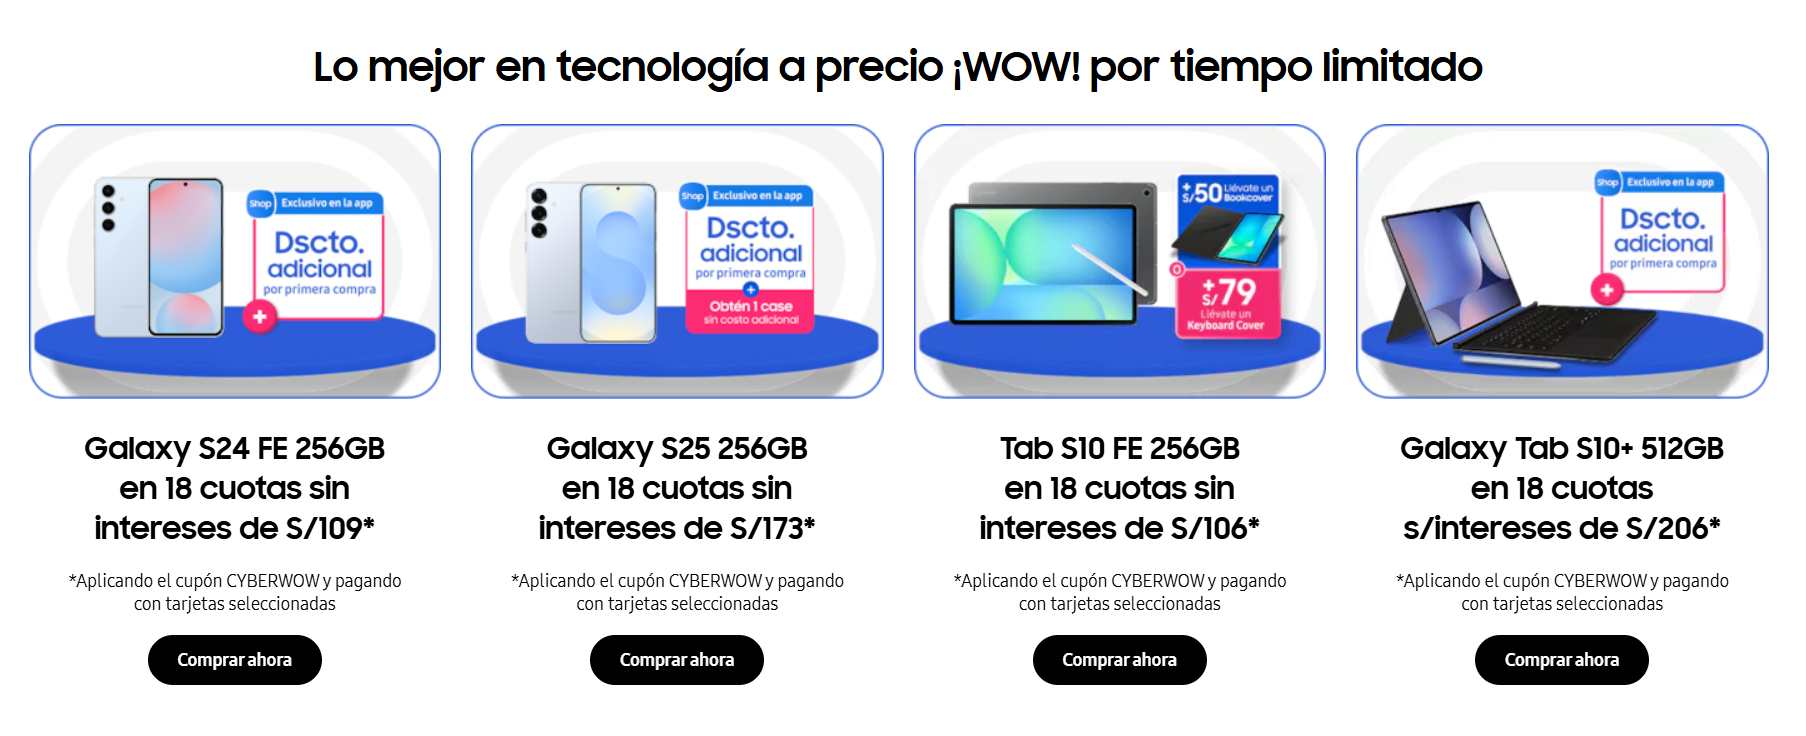 Lo mejor en tecnología a precio ¡WOW! por tiempo limitado
Shop
Exclusivo en la app
Dscto.
adicional
por primera compra
+
Galaxy S24 FE 256GB
en 18 cuotas sin
intereses de S/109*
*Aplicando el cupón CYBERWOW y pagando
con tarjetas seleccionadas
Comprar ahora
Shop
Exclusivo en la app
Dscto.
adicional
por primera compra
+
Obtén 1 case
sin costo adicional
Galaxy S25 256GB
en 18 cuotas sin
intereses de S/173*
*Aplicando el cupón CYBERWOW y pagando
con tarjetas seleccionadas
Comprar ahora
+ S/50 Llévate un
Bookcover
O
+ S/79
Llévate un
Keyboard Cover
Tab S10 FE 256GB
en 18 cuotas sin
intereses de S/106*
*Aplicando el cupón CYBERWOW y pagando
con tarjetas seleccionadas
Comprar ahora
Shop
Exclusivo en la app
Dscto.
adicional
por primera compra
+
Galaxy Tab S10+ 512GB
en 18 cuotas
s/intereses de S/206*
*Aplicando el cupón CYBERWOW y pagando
con tarjetas seleccionadas
Comprar ahora